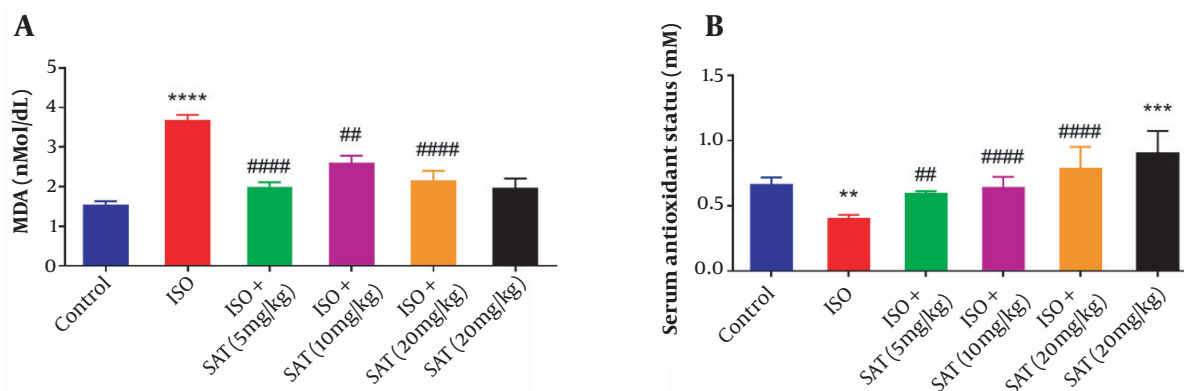 A
MDA (nMol/dL)
5
4
3
2
1
0
****
####
##
####
Control
ISO
ISO +
SAT (5mg/kg)
ISO +
SAT (10mg/kg)
ISO +
SAT (20mg/kg)
SAT (20mg/kg)
B
Serum antioxidant status (mM)
1.5
1.0
0.5
0.0
**
##
####
####
***
Control
ISO
ISO +
SAT (5mg/kg)
ISO +
SAT (10mg/kg)
ISO +
SAT (20mg/kg)
SAT (20mg/kg)